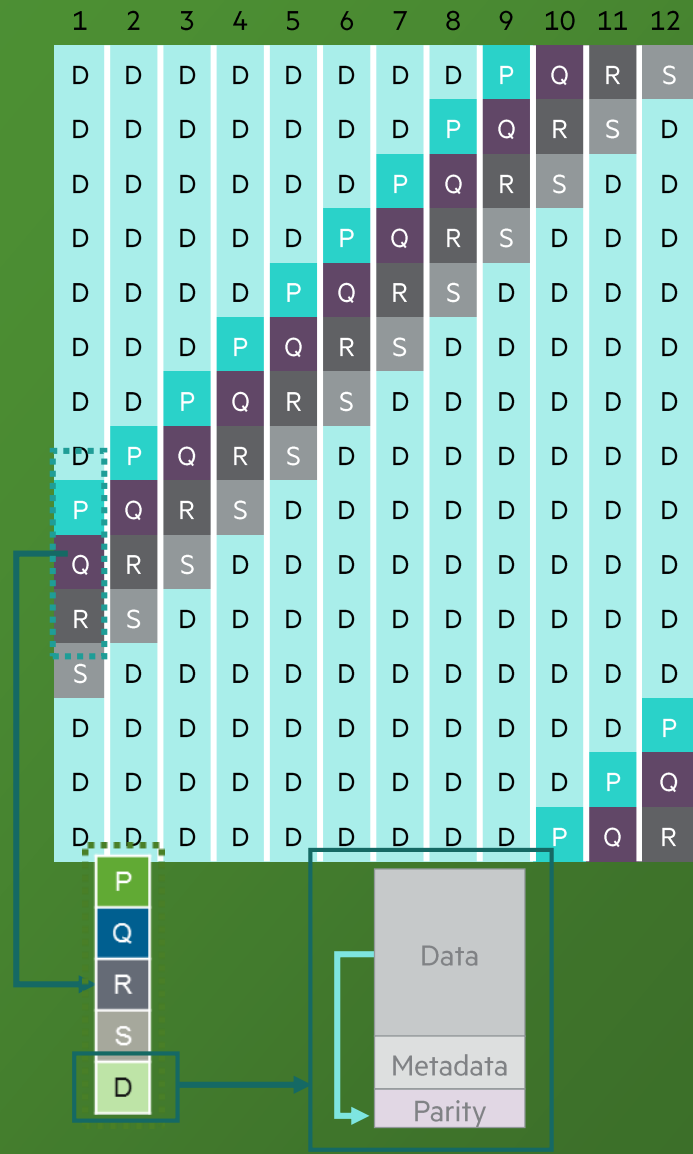 1 2 3 4 5 6 7 8 9 10 11 12
D D D D D D D D P Q R S
D D D D D D D P Q R S D
D D D D D D P Q R S D D
D D D D D P Q R S D D D
D D D D P Q R S D D D D
D D D P Q R S D D D D D
D D P Q R S D D D D D D
D P Q R S D D D D D D D
P Q R S D D D D D D D D
Q R S D D D D D D D D D
R S D D D D D D D D D D
S D D D D D D D D D D D
D D D D D D D D D D D P
D D D D D D D D D D P Q
D D D D D D D D D P Q R
P
Q
R
S
D
Data
Metadata
Parity